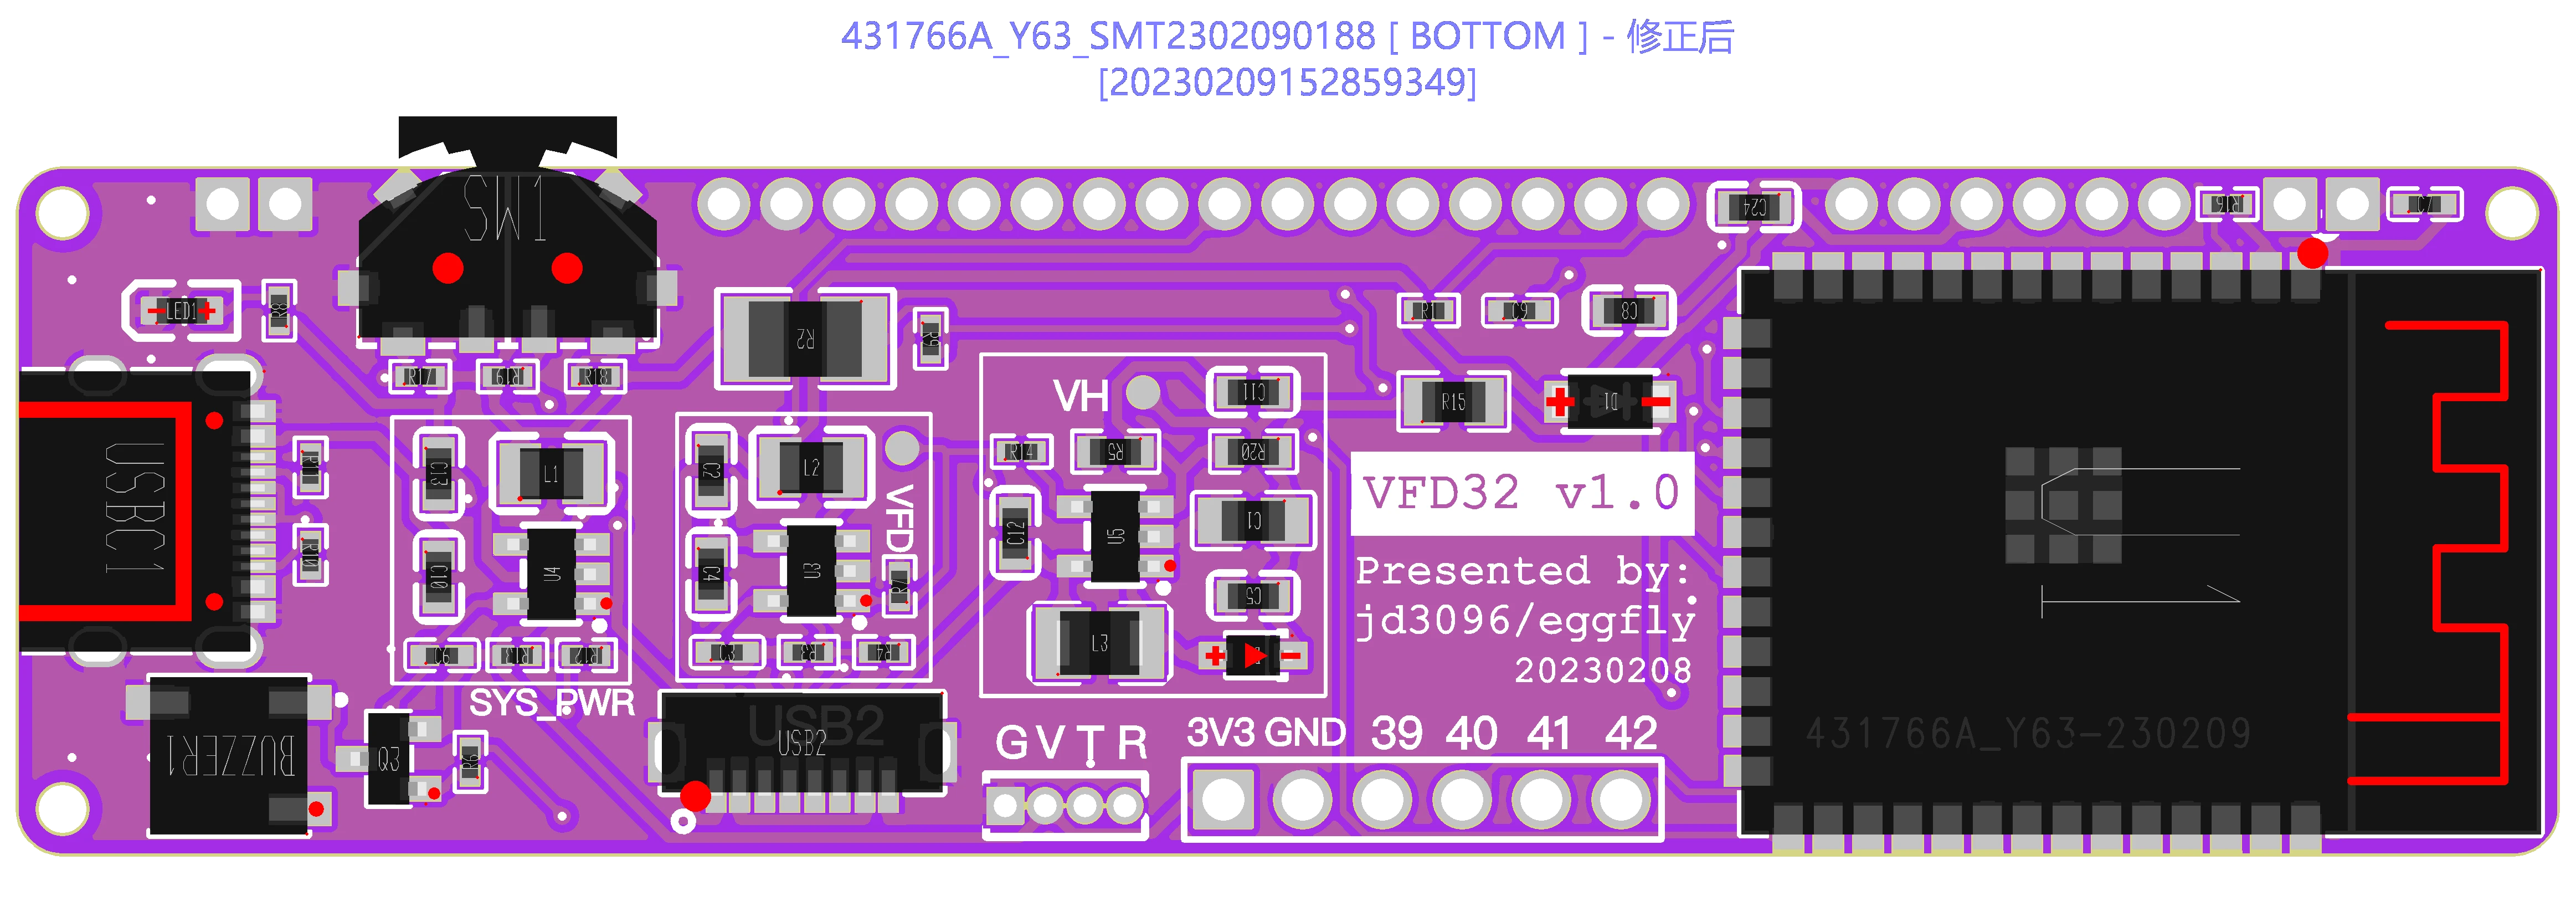 431766A_Y63_SMT2302090188 [ BOTTOM ] - 修正后
[20230209152859349]
SW1
C24
R16
C7
LED1
R8
R2
R9
R1
C9
C8
R17
R19
R18
VH
C11
R15
D1
USBC1
R11
C13
L1
C2
L2
VFD
R14
R5
R20
VFD32 v1.0
R10
C10
U4
C4
U3
R7
C12
U5
C1
Presented by:
jd3096/eggfly
20230208
C6
R13
R12
C3
R3
R4
L3
C5
SYS_PWR
BUZZER1
Q3
R6
USB2
USB2
G V T R
3V3 GND 39 40 41 42
431766A_Y63-230209